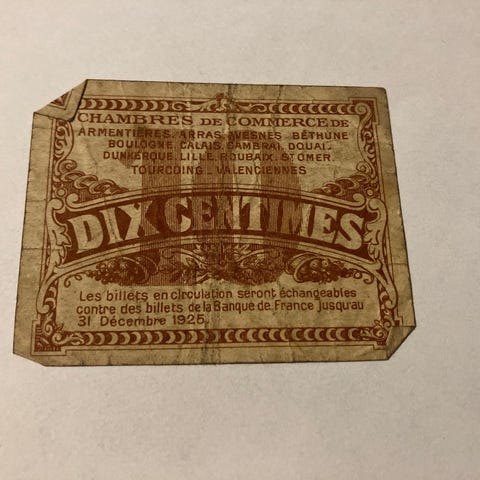 CHAMBRES DE COMMERCE DE
ARMENTIÈRES. ARRAS. AVESNES. BÉTHUNE
BOULOGNE. CALAIS. CAMBRAI. DOUAI.
DUNKERQUE. LILLE. ROUBAIX. ST OMER.
TOURCOING. VALENCIENNES
DIX CENTIMES
Les billets en circulation seront échangeables
contre des billets de la Banque de France jusqu'au
31 Décembre 1925.